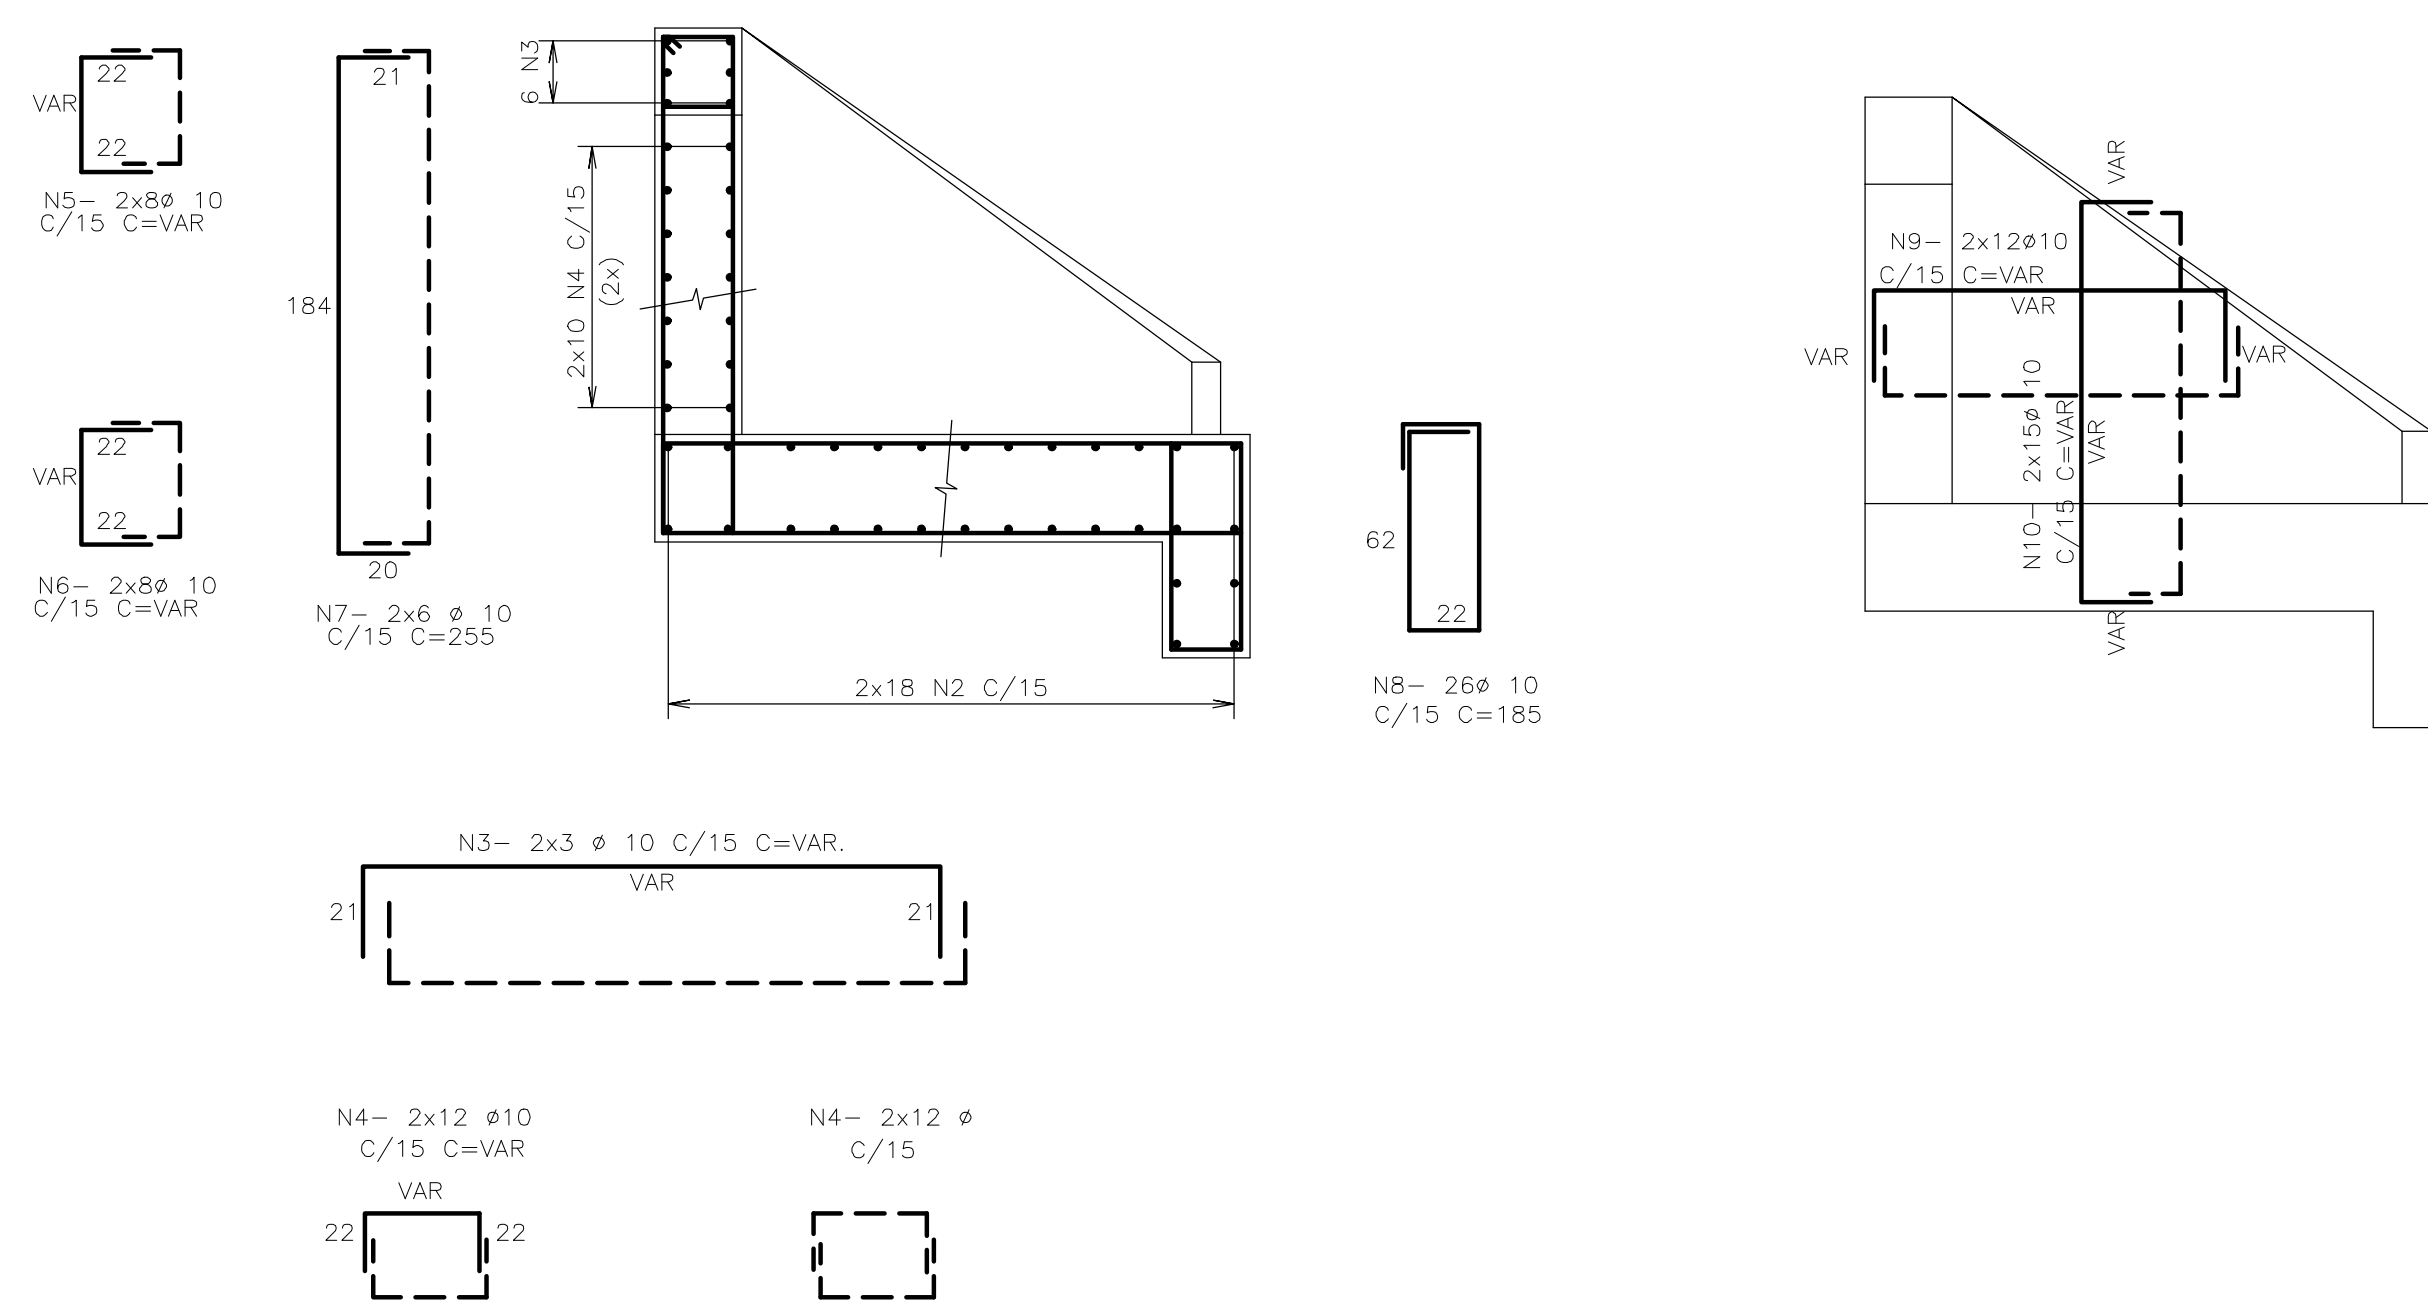 22
VAR
22
N5- 2x8ø 10
C/15 C=VAR
22
VAR
22
N6- 2x8ø 10
C/15 C=VAR
21
184
20
N7- 2x6 ø 10
C/15 C=255
6 N3
2x10 N4 C/15
(2x)
2x18 N2 C/15
62
22
N8- 26ø 10
C/15 C=185
VAR
N9- 2x12ø10
C/15 C=VAR
VAR
VAR
VAR
N10- 2x15ø 10
C/15 C=VAR
VAR
VAR
N3- 2x3 ø 10 C/15 C=VAR.
VAR
21
21
N4- 2x12 ø10
C/15 C=VAR
VAR
22
22
N4- 2x12 ø
C/15